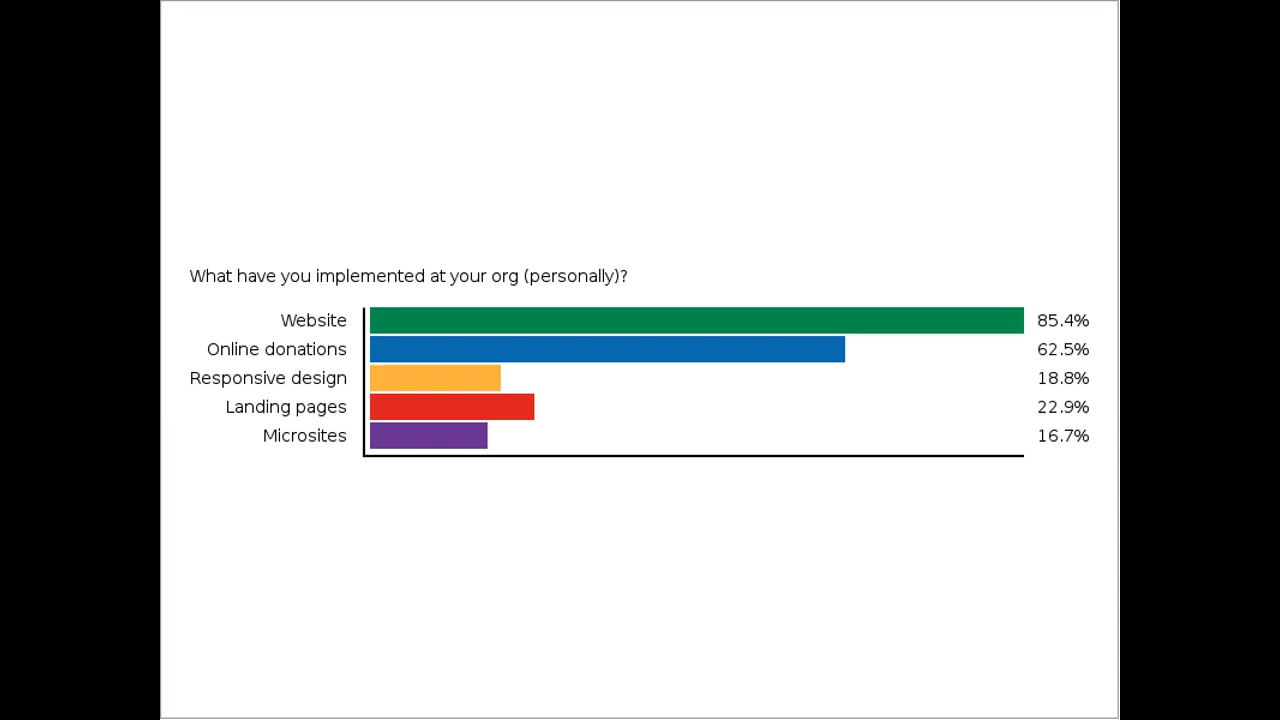 What have you implemented at your org (personally)?
Website 85.4%
Online donations 62.5%
Responsive design 18.8%
Landing pages 22.9%
Microsites 16.7%